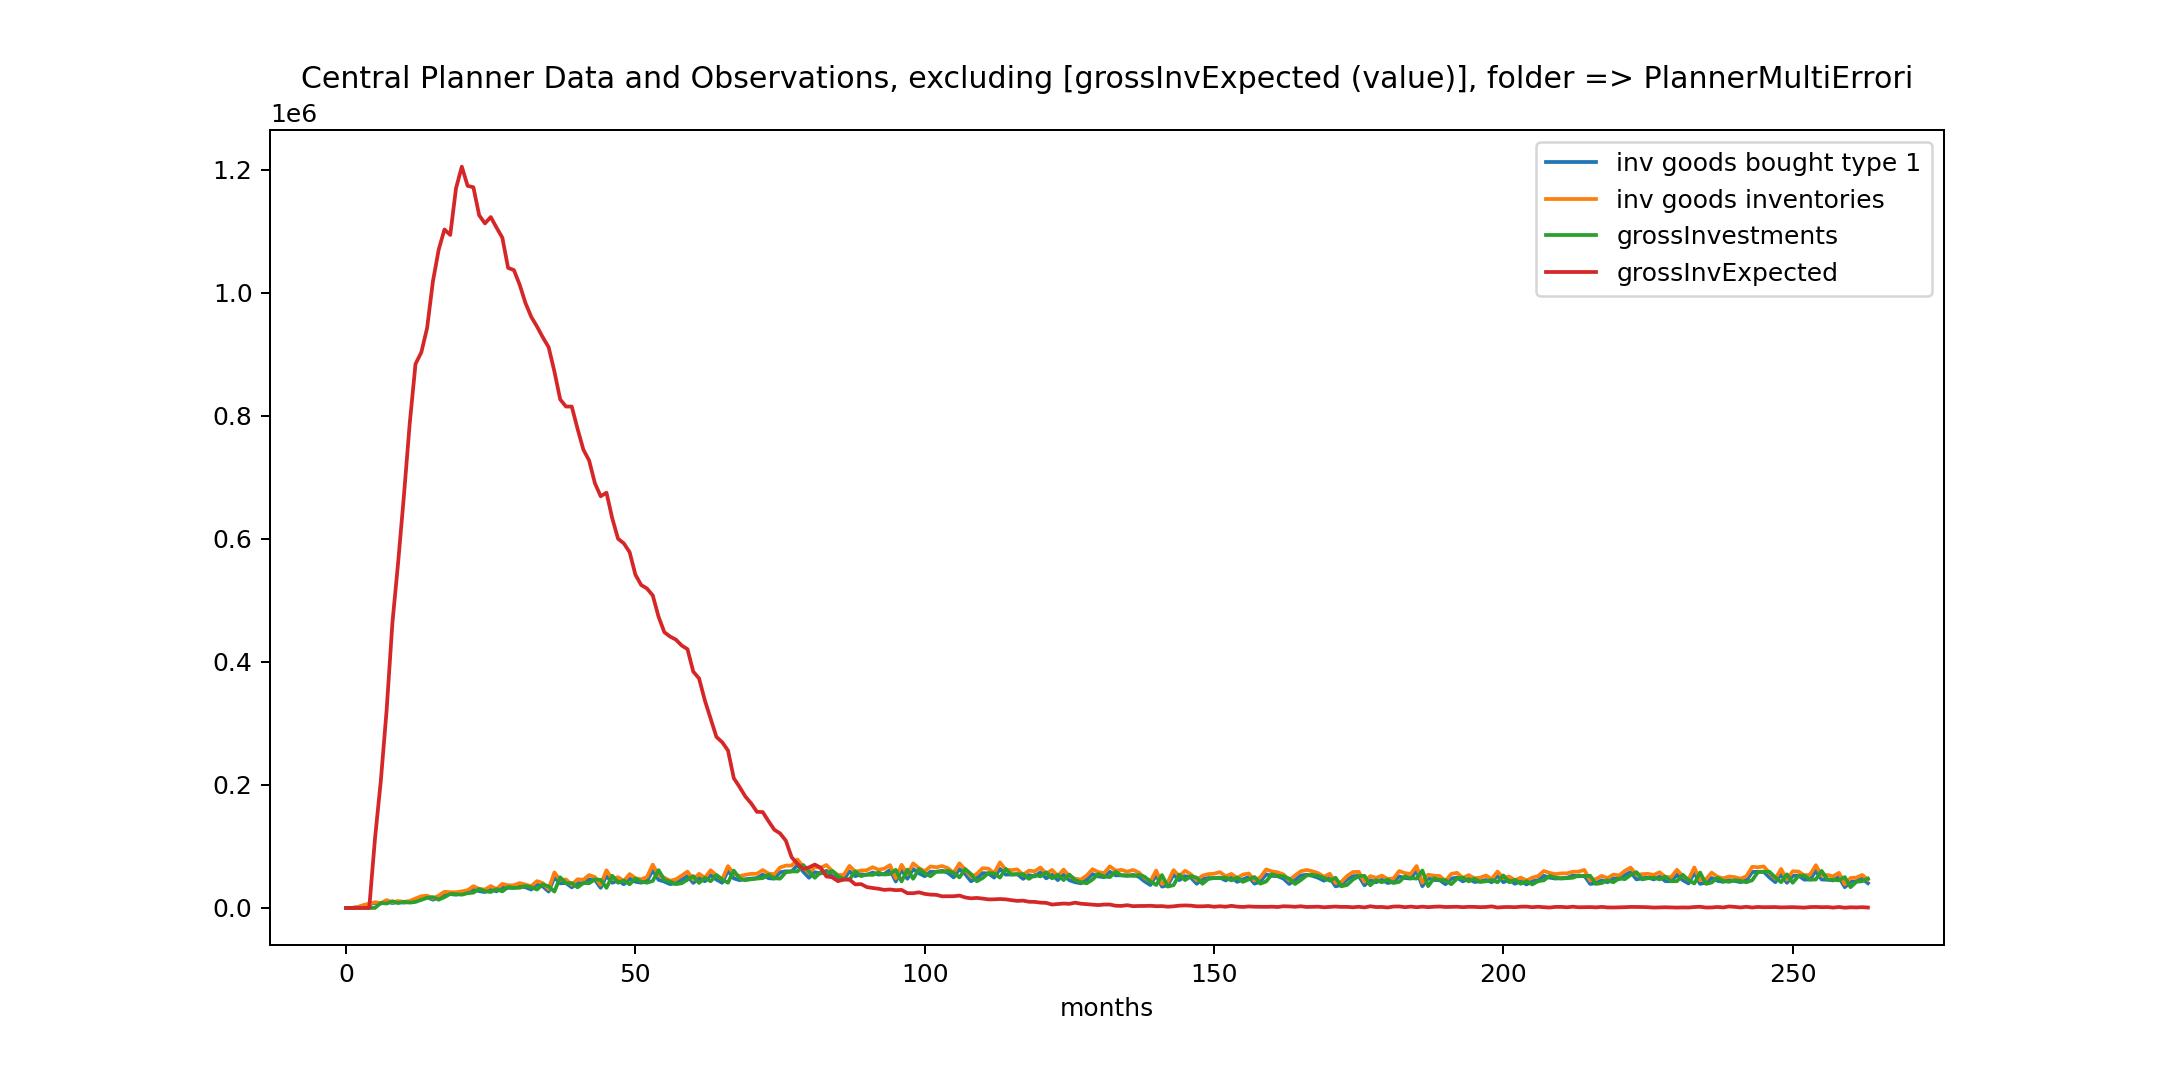 Central Planner Data and Observations, excluding [grossInvExpected (value)], folder => PlannerMultiErrori
1e6
1.2
1.0
0.8
0.6
0.4
0.2
0.0
inv goods bought type 1
inv goods inventories
grossInvestments
grossInvExpected
0 50 100 150 200 250
months